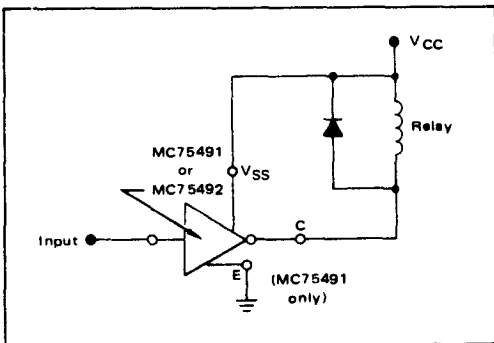 VCC
Relay
MC75491
or
MC75492
VSS
Input
C
E
(MC75491
only)